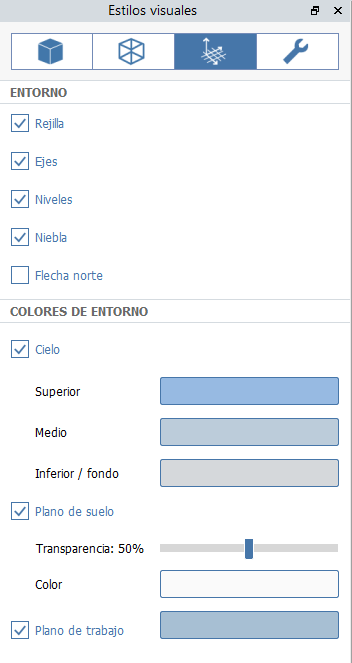 Estilos visuales
ENTORNO
Rejilla
Ejes
Niveles
Niebla
Flecha norte
COLORES DE ENTORNO
Cielo
Superior
Medio
Inferior / fondo
Plano de suelo
Transparencia: 50%
Color
Plano de trabajo